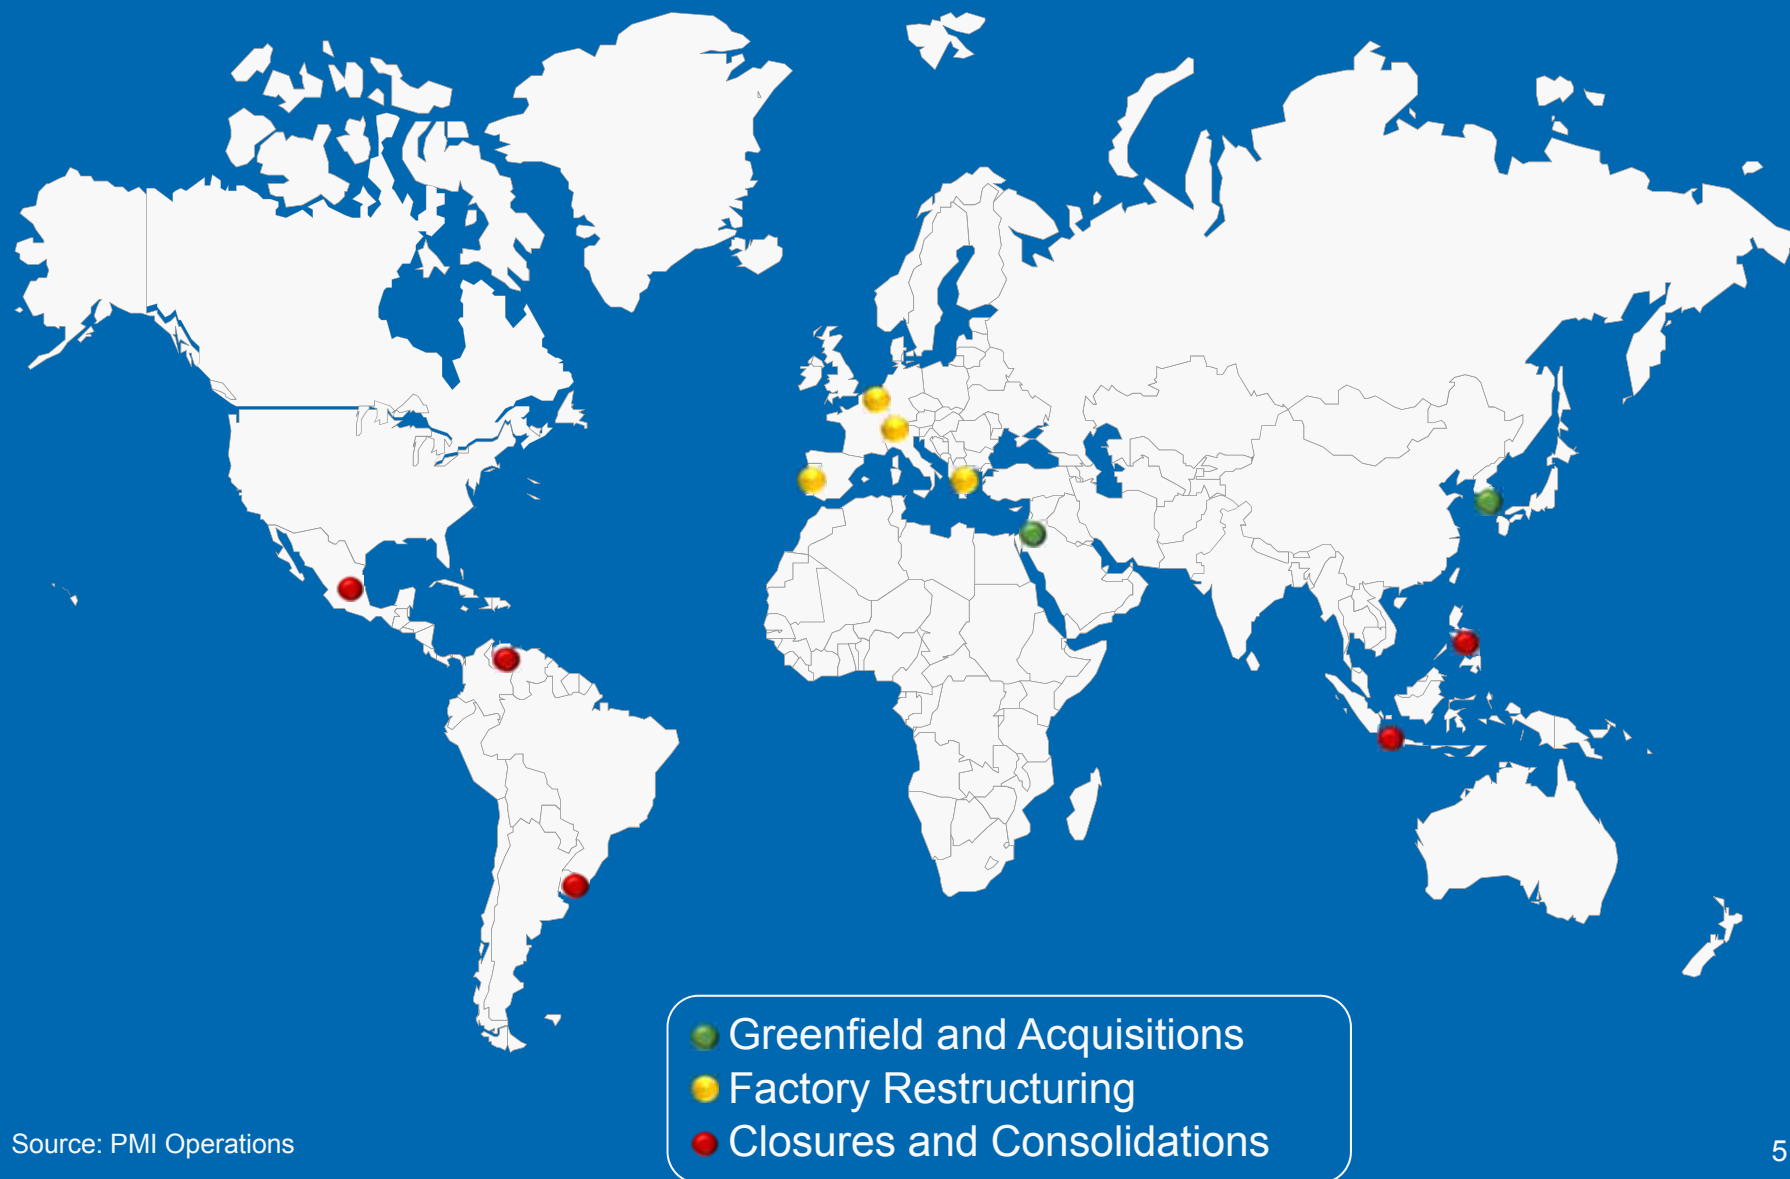 Greenfield and Acquisitions
Factory Restructuring
Closures and Consolidations
Source: PMI Operations
5